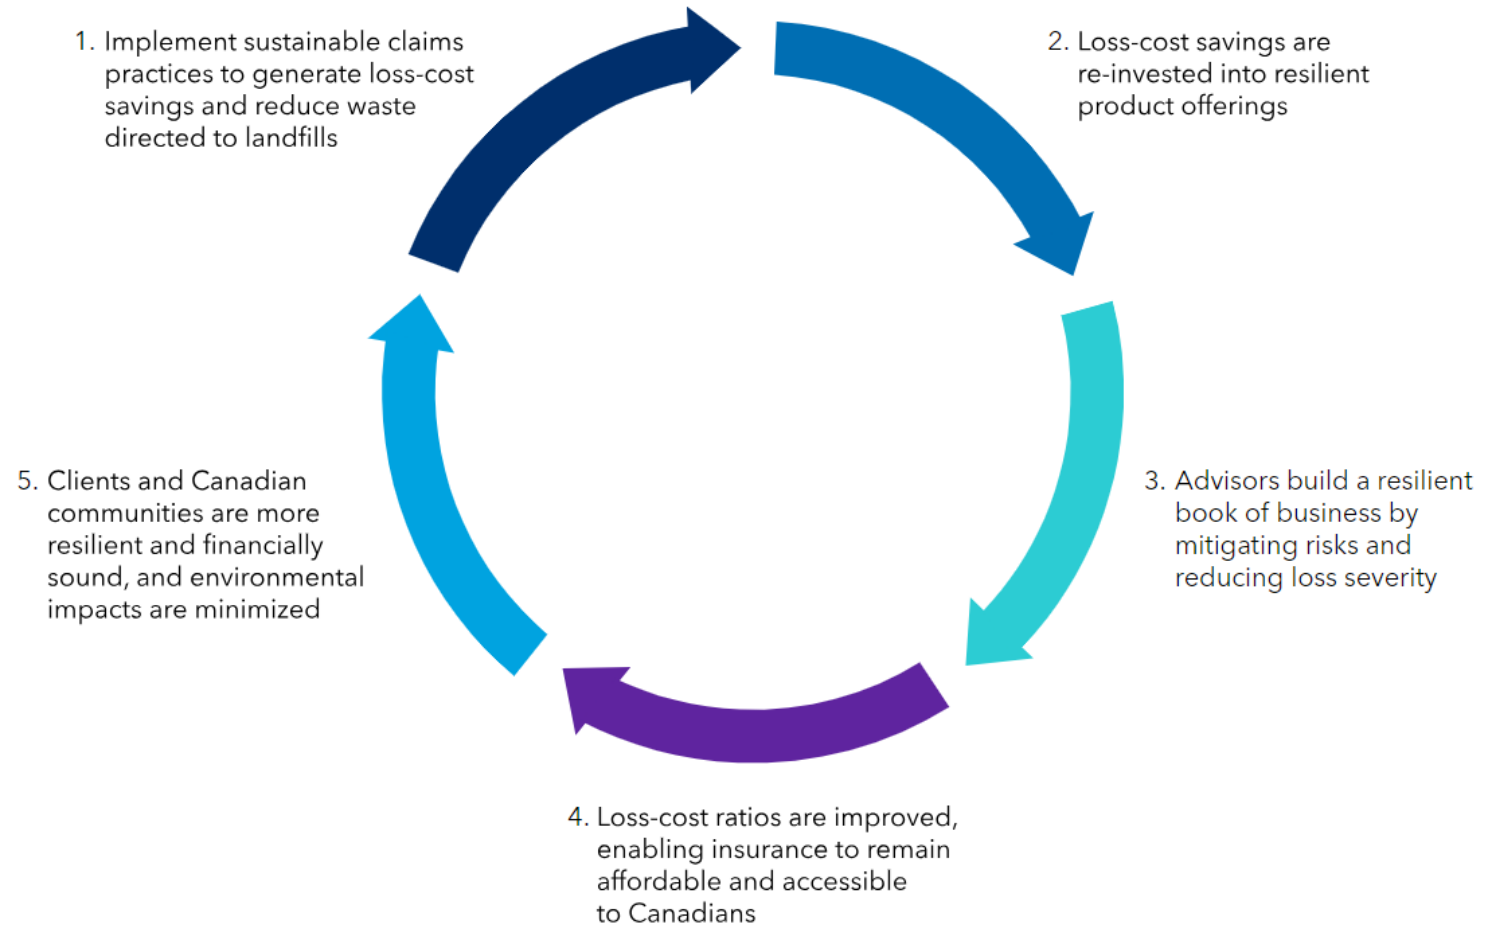 1. Implement sustainable claims
practices to generate loss-cost
savings and reduce waste
directed to landfills
2. Loss-cost savings are
re-invested into resilient
product offerings
3. Advisors build a resilient
book of business by
mitigating risks and
reducing loss severity
4. Loss-cost ratios are improved,
enabling insurance to remain
affordable and accessible
to Canadians
5. Clients and Canadian
communities are more
resilient and financially
sound, and environmental
impacts are minimized